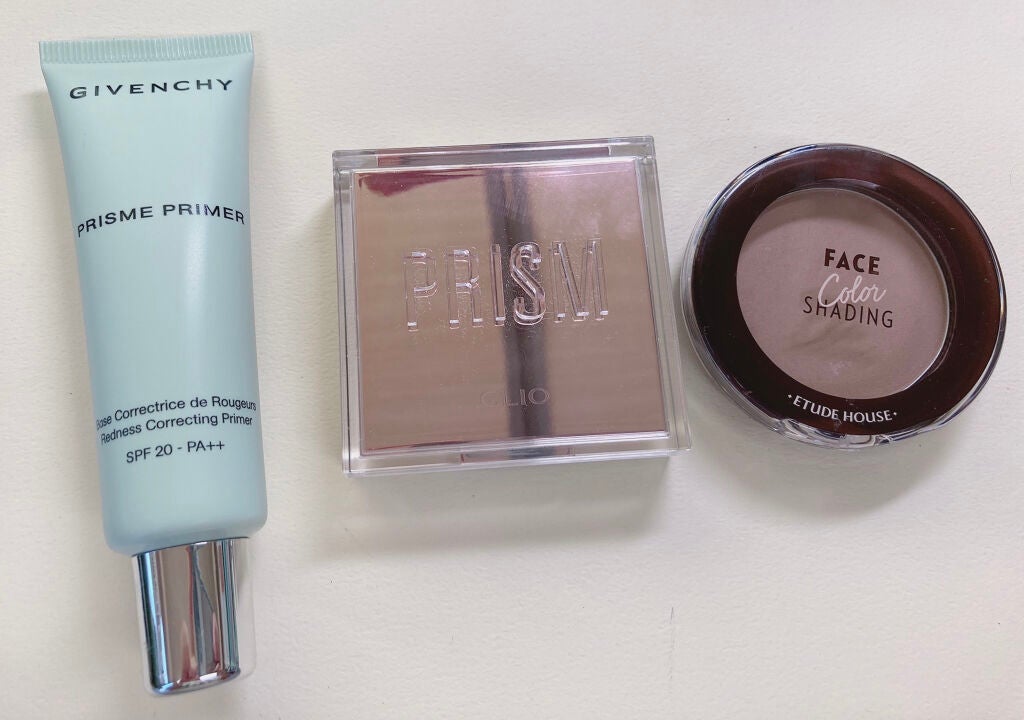 GIVENCHY
PRISME PRIMER
Base Correctrice de Rougeurs
Redness Correcting Primer
SPF 20 - PA++
PRISM
CLIO
FACE
Color
SHADING
·ETUDE HOUSE·